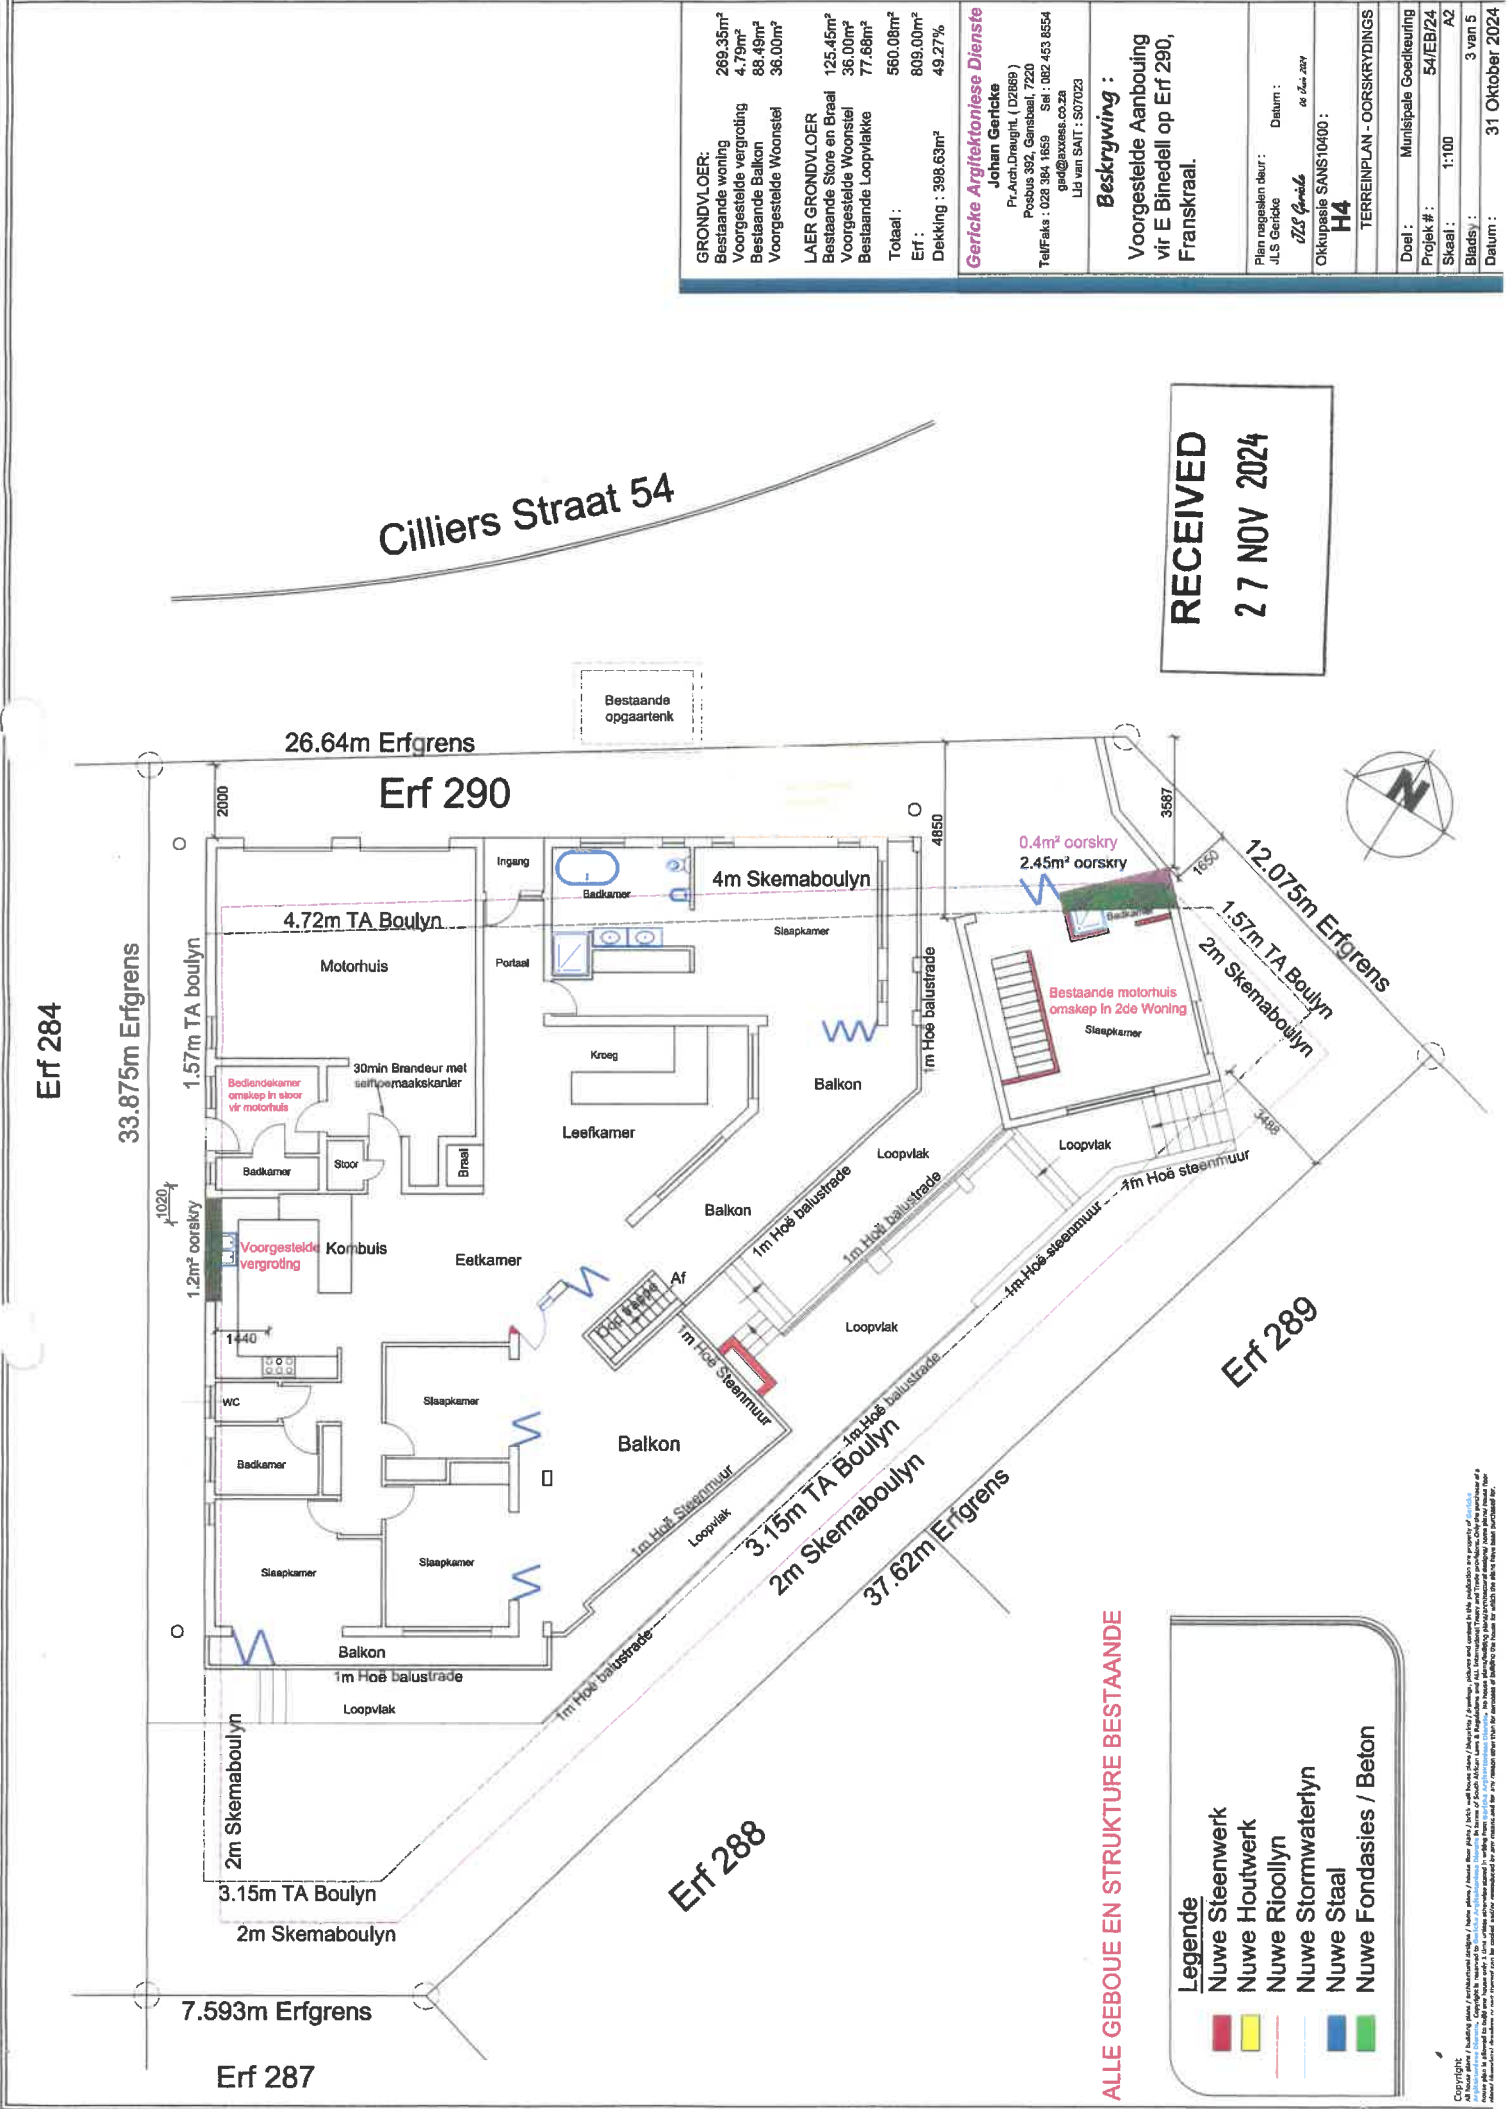 GRONDVLOER:
Bestaande woning 269.35m²
Voorgestelde vergroting 4.79m²
Bestaande Balkon 88.49m²
Voorgestelde Woonstel 36.00m²
LAER GRONDVLOER
Bestaande Store en Braai 125.45m²
Voorgestelde Woonstel 36.00m²
Bestaande Loopvlakke 77.68m²
Totaal : 560.08m²
Erf : 809.00m²
Dekking : 398.63m² 49.27%
Gericke Argitektoniese Dienste
Johan Gericke
Pr.Arch.Draught. ( D2869 )
Posbus 392, Gansbaai, 7220
Tel/Faks : 028 384 1659 Sel : 082 453 8554
gad@axxess.co.za
Lid van SAIT : S07023
Beskrywing :
Voorgestelde Aanbouing
vir E Binedell op Erf 290,
Franskraal.
Plan nagesien deur : Datum :
JLS Gericke
JLS Gericke
Okkupasie SANS10400 :
H4
TERREINPLAN - OORSKRYDINGS
Doel : Munisipale Goedkeuring
Projek # : 54/EB/24
Skaal : 1:100 A2
Bladsy : 3 van 5
Datum : 31 Oktober 2024
Cilliers Straat 54
RECEIVED
27 NOV 2024
Bestaande
opgaartenk
26.64m Erfgrens
Erf 290
2000
4850
3587
1650
N
0.4m² oorskry
2.45m² oorskry
12.075m Erfgrens
1.57m TA Boulyn
2m Skemaboulyn
Ingang
Badkamer
4m Skemaboulyn
4.72m TA Boulyn
Slaapkamer
Badkamer
Motorhuis
Portaal
1m Hoë balustrade
Bestaande motorhuis
omskep in 2de Woning
Slaapkamer
Erf 284
33.875m Erfgrens
1.57m TA boulyn
Kroeg
30min Brandeur met
selftoemaakskanier
Bediendekamer
omskep in stoor
vir motorhuis
Balkon
Leefkamer
Badkamer
Stoor
Braai
Loopvlak
Loopvlak
3488
1m Hoë steenmuur
1020
1.2m² oorskry
Balkon
1m Hoë balustrade
1m Hoë balustrade
1m Hoë steenmuur
Voorgestelde
vergroting
Kombuis
Eetkamer
Af
Oop trappe
1440
Loopvlak
1m Hoë Steenmuur
Erf 289
WC
Slaapkamer
Badkamer
Balkon
1m Hoë balustrade
3.15m TA Boulyn
2m Skemaboulyn
37.62m Erfgrens
1m Hoë Steenmuur
Loopvlak
Slaapkamer
Slaapkamer
Balkon
1m Hoë balustrade
Loopvlak
1m Hoë balustrade
2m Skemaboulyn
3.15m TA Boulyn
2m Skemaboulyn
Erf 288
7.593m Erfgrens
Erf 287
ALLE GEBOUE EN STRUKTURE BESTAANDE
Legende
Nuwe Steenwerk
Nuwe Houtwerk
Nuwe Rioollyn
Nuwe Stormwaterlyn
Nuwe Staal
Nuwe Fondasies / Beton
Copyright